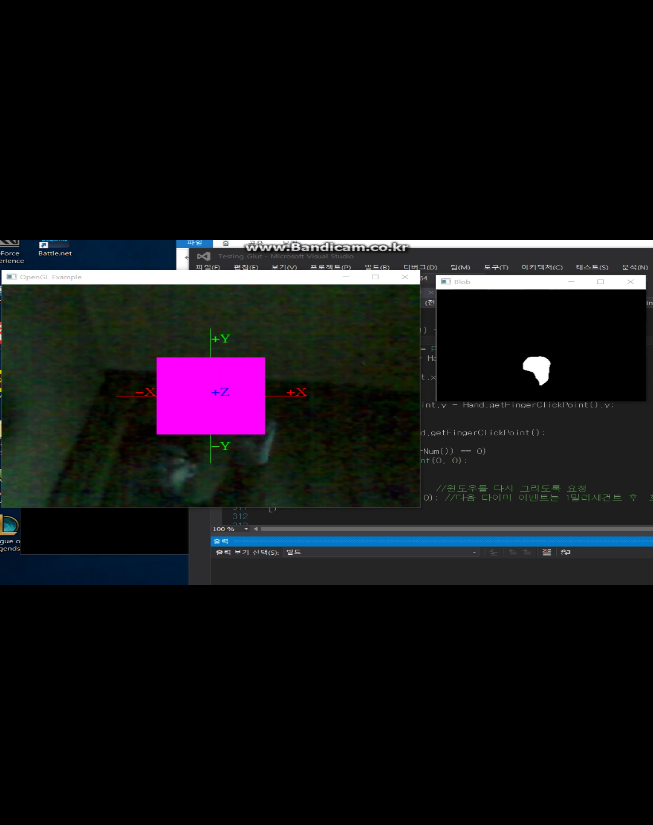 www.Bandicam.co.kr
파일
Force
erience
Battle.net
Testing Glut - Microsoft Visual Studio
파일(F) 편집(E) 보기(V) 프로젝트(P) 빌드(B) 디버그(D) 팀(M) 도구(T) 아키텍처(C) 테스트(S) 분석(N)
OpenGL Example
Blob
+Y
-X
+Z
+X
-Y
int.y = Hand.getFingerClickPoint().y;
d.getFingerClickPoint();
rNum()) == 0)
nt(0, 0);
//윈도우를 다시 그리도록 요청
0); //다음 타이머 이벤트는 1밀리세컨트 후
312
gue o
gends
100 %
출력
출력 보기 선택(S): 빌드